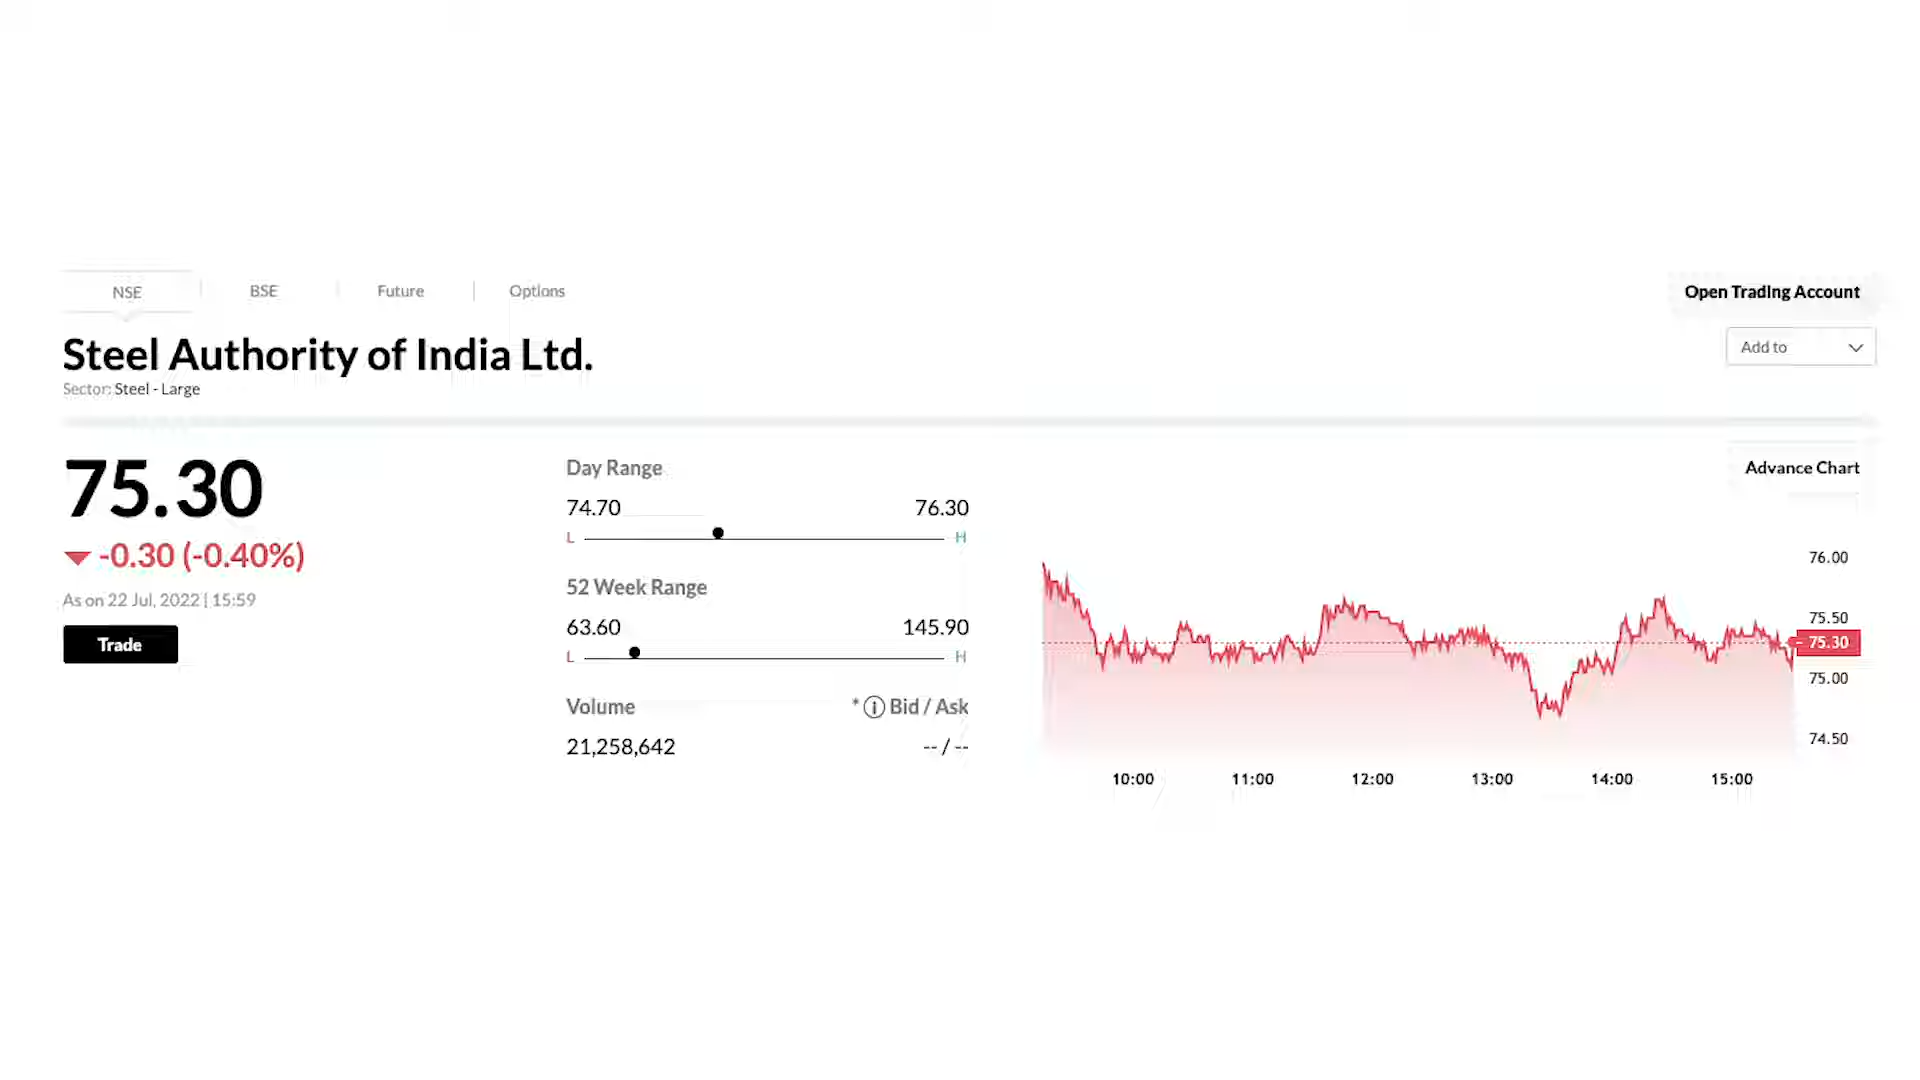 NSE BSE Future Options
Open Trading Account
Steel Authority of India Ltd.
Add to
Sector: Steel - Large
75.30
-0.30 (-0.40%)
As on 22 Jul, 2022 | 15:59
Trade
Day Range
74.70 76.30
L H
52 Week Range
63.60 145.90
L H
Volume * i Bid / Ask
21,258,642 -- / --
Advance Chart
76.00
75.50
75.30
75.00
74.50
10:00 11:00 12:00 13:00 14:00 15:00